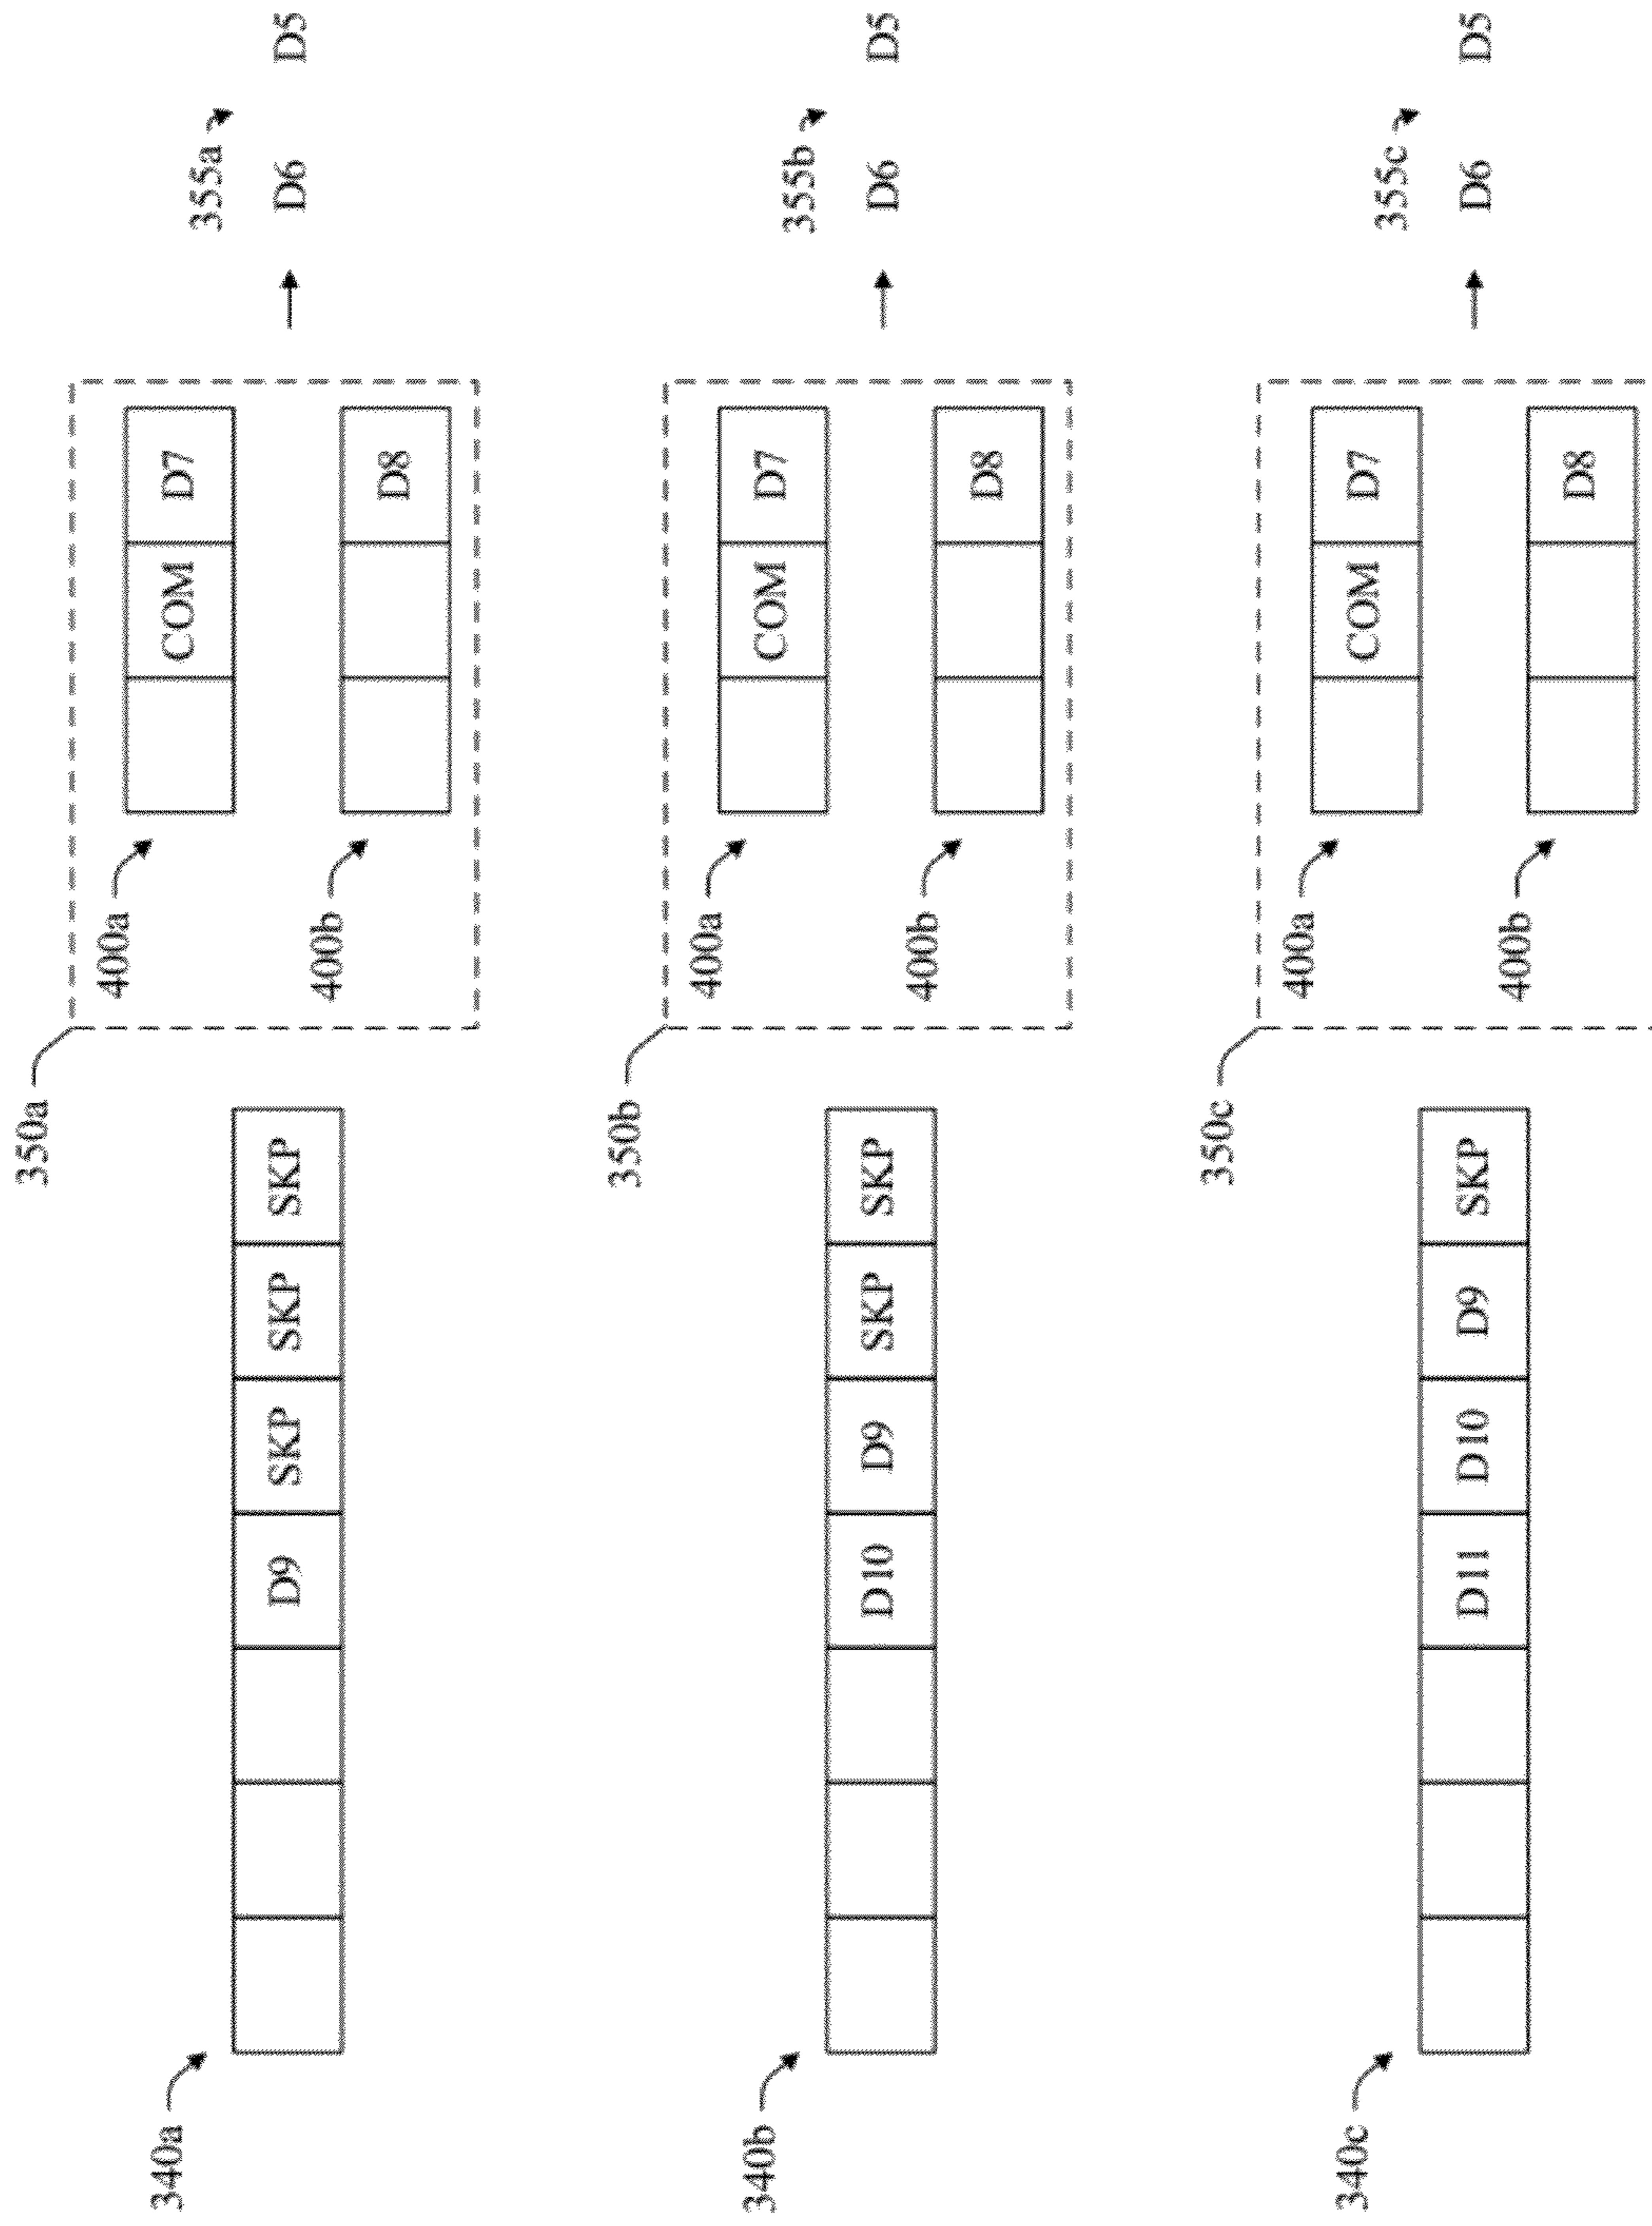 350a
400a
340a
COM D7
355a
D9 SKP SKP SKP
D6 D5
400b
D8
350b
400a
340b
COM D7
355b
D10 D9 SKP SKP
D6 D5
400b
D8
350c
400a
340c
COM D7
355c
D11 D10 D9 SKP
D6 D5
400b
D8